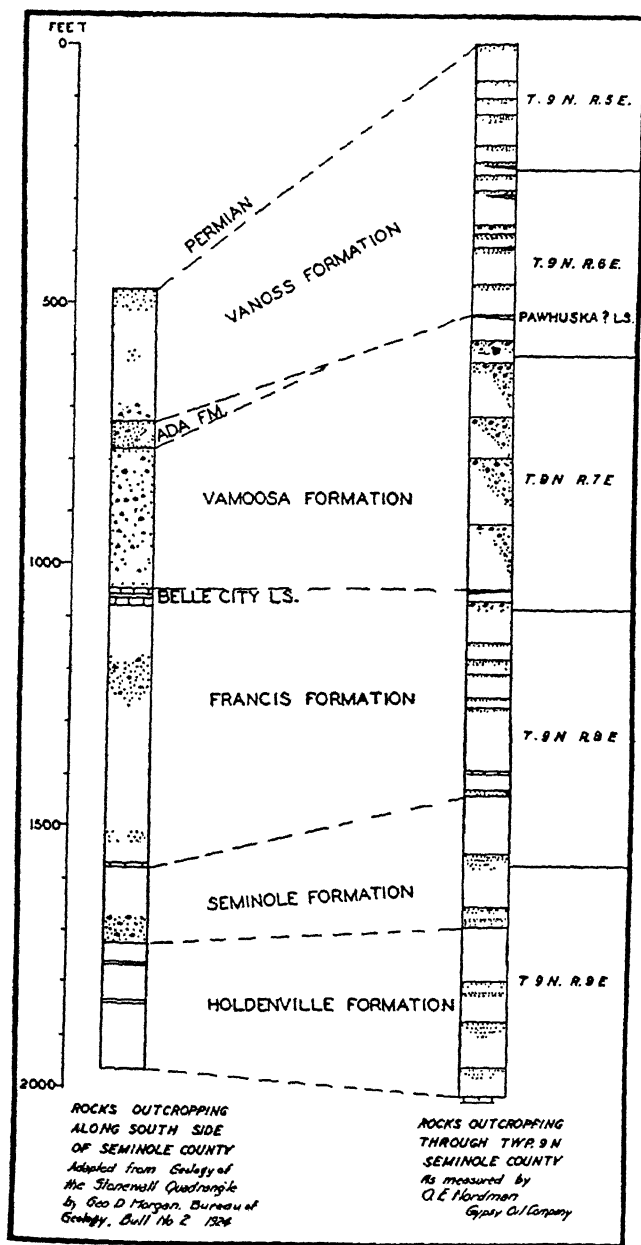 FEET
0
T. 9 N. R. 5 E.
PERMIAN
VANOSS FORMATION
T. 9 N. R. 6 E.
500
PAWHUSKA ? LS.
ADA FM.
T. 9 N R. 7 E
VAMOOSA FORMATION
1000
BELLE CITY LS.
FRANCIS FORMATION
T. 9 N R. 8 E
1500
SEMINOLE FORMATION
T 9 N. R. 9 E
HOLDENVILLE FORMATION
2000
ROCKS OUTCROPPING
ALONG SOUTH SIDE
OF SEMINOLE COUNTY
Adapted from Geology of
the Stonewall Quadrangle
by Geo D Morgan. Bureau of
Geology, Bull No 2 1924
ROCKS OUTCROPPING
THROUGH TWP. 9 N
SEMINOLE COUNTY
As measured by
O. E. Nordman
Gypsy Oil Company